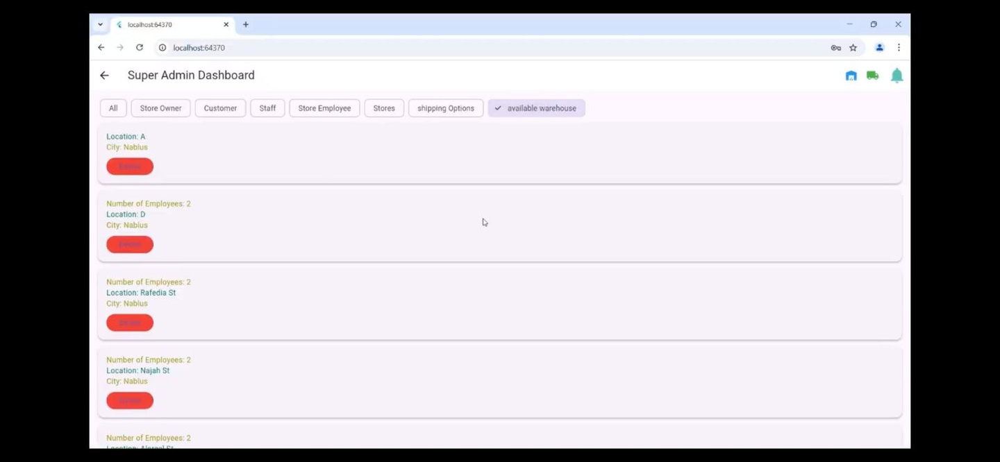 localhost:64370
localhost:64370
Super Admin Dashboard
All Store Owner Customer Staff Store Employee Stores shipping Options available warehouse
Location: A
City: Nablus
Number of Employees: 2
Location: D
City: Nablus
Number of Employees: 2
Location: Rafedia St
City: Nablus
Number of Employees: 2
Location: Najah St
City: Nablus
Number of Employees: 2
Location: